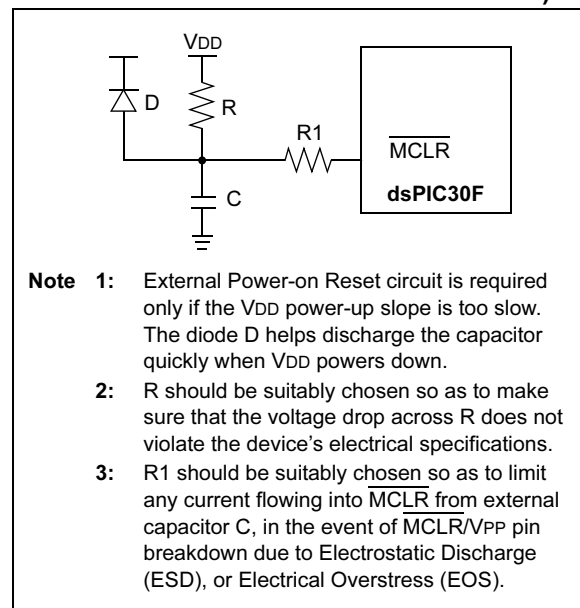 VDD
D
R
R1
MCLR
dsPIC30F
C
Note 1: External Power-on Reset circuit is required
only if the VDD power-up slope is too slow.
The diode D helps discharge the capacitor
quickly when VDD powers down.
2: R should be suitably chosen so as to make
sure that the voltage drop across R does not
violate the device's electrical specifications.
3: R1 should be suitably chosen so as to limit
any current flowing into MCLR from external
capacitor C, in the event of MCLR/VPP pin
breakdown due to Electrostatic Discharge
(ESD), or Electrical Overstress (EOS).